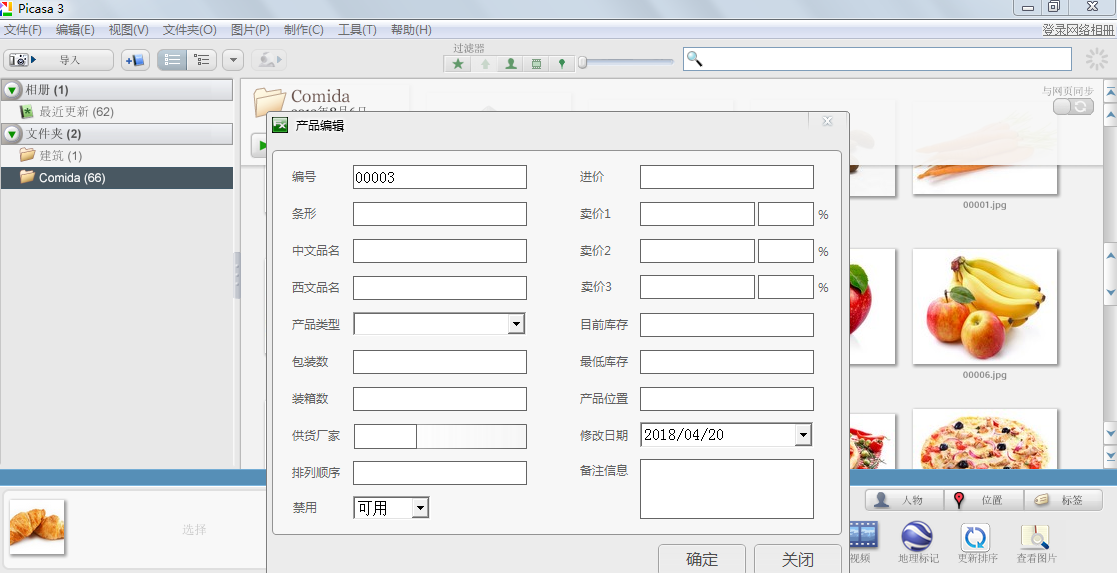 Picasa 3
文件(F) 编辑(E) 视图(V) 文件夹(O) 图片(P) 制作(C) 工具(T) 帮助(H) 登录网络相册
导入
过滤器
相册 (1)
最近更新 (62)
文件夹 (2)
建筑 (1)
Comida (66)
Comida
与网页同步
产品编辑
编号 00003 进价
条形 卖价1 %
中文品名 卖价2 %
西文品名 卖价3 %
产品类型 目前库存
包装数 最低库存
装箱数 产品位置
供货厂家 修改日期 2018/04/20
排列顺序 备注信息
禁用 可用
确定 关闭
00001.jpg
00006.jpg
选择
人物 位置 标签
视频 地理标记 更新排序 查看图片